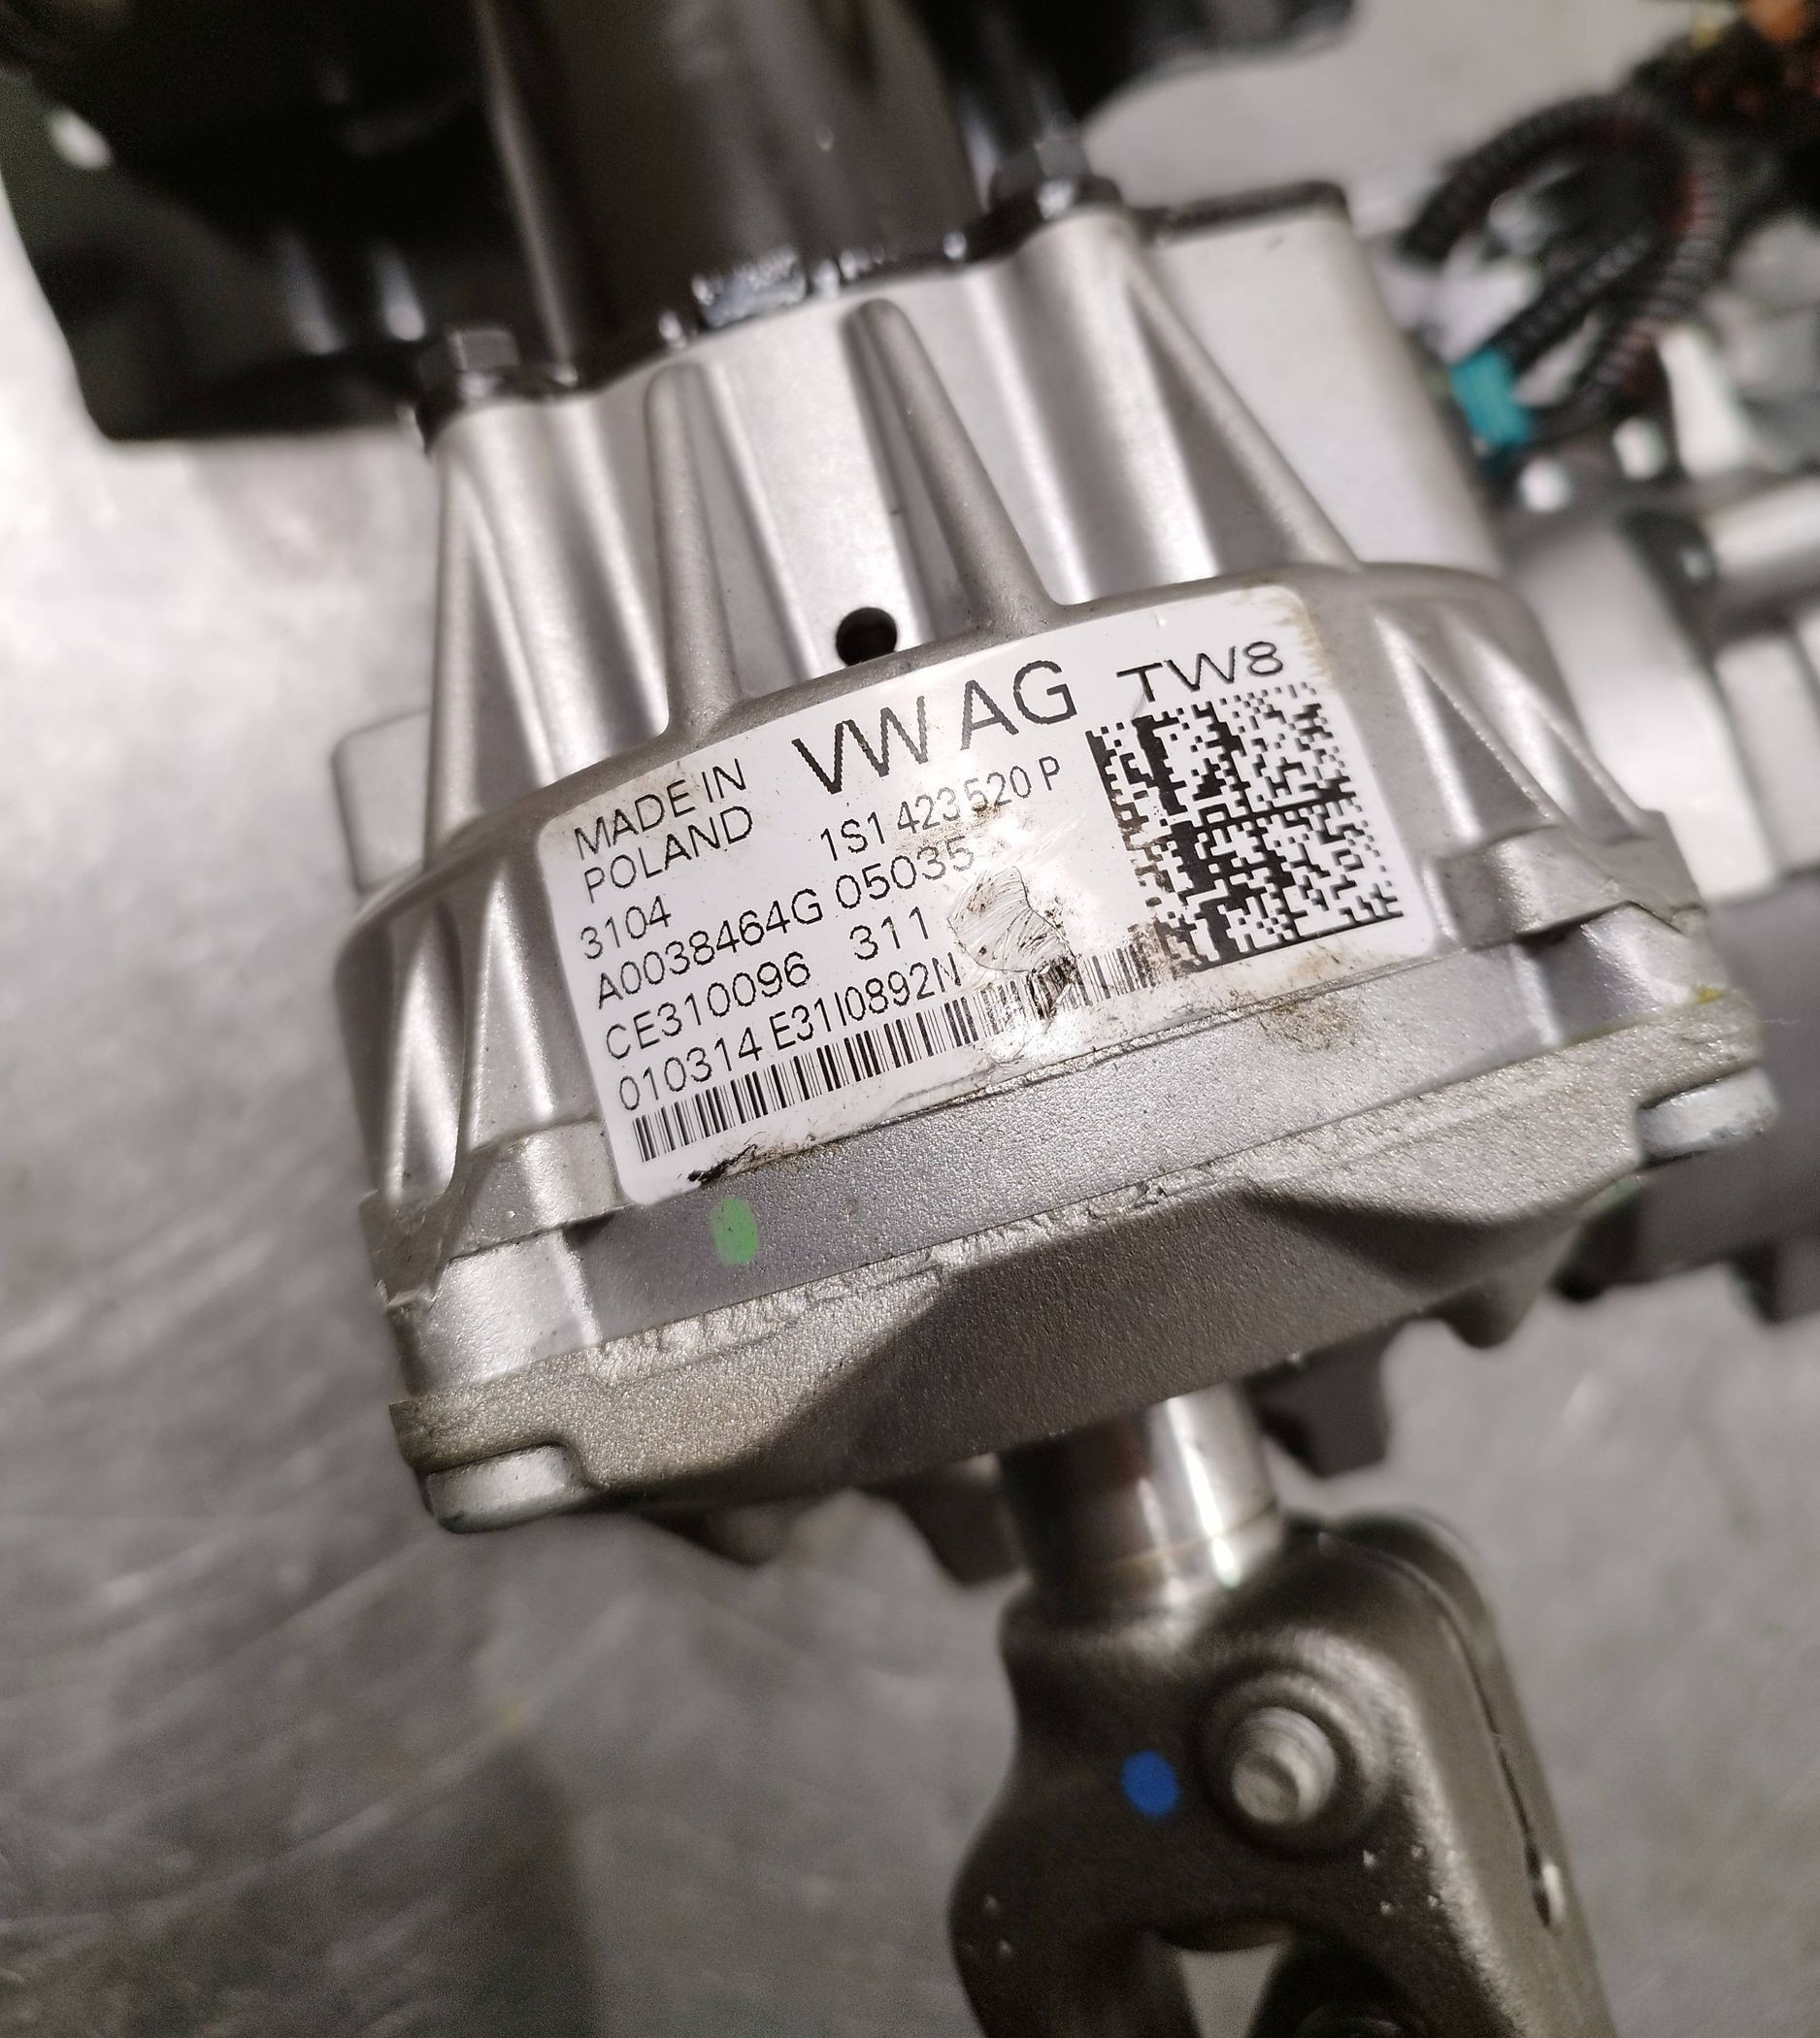 VW AG TW8
MADE IN
POLAND
1S1 423 520 P
3104
A0038464G 05035
CE310096 311
010314 E31I0892N